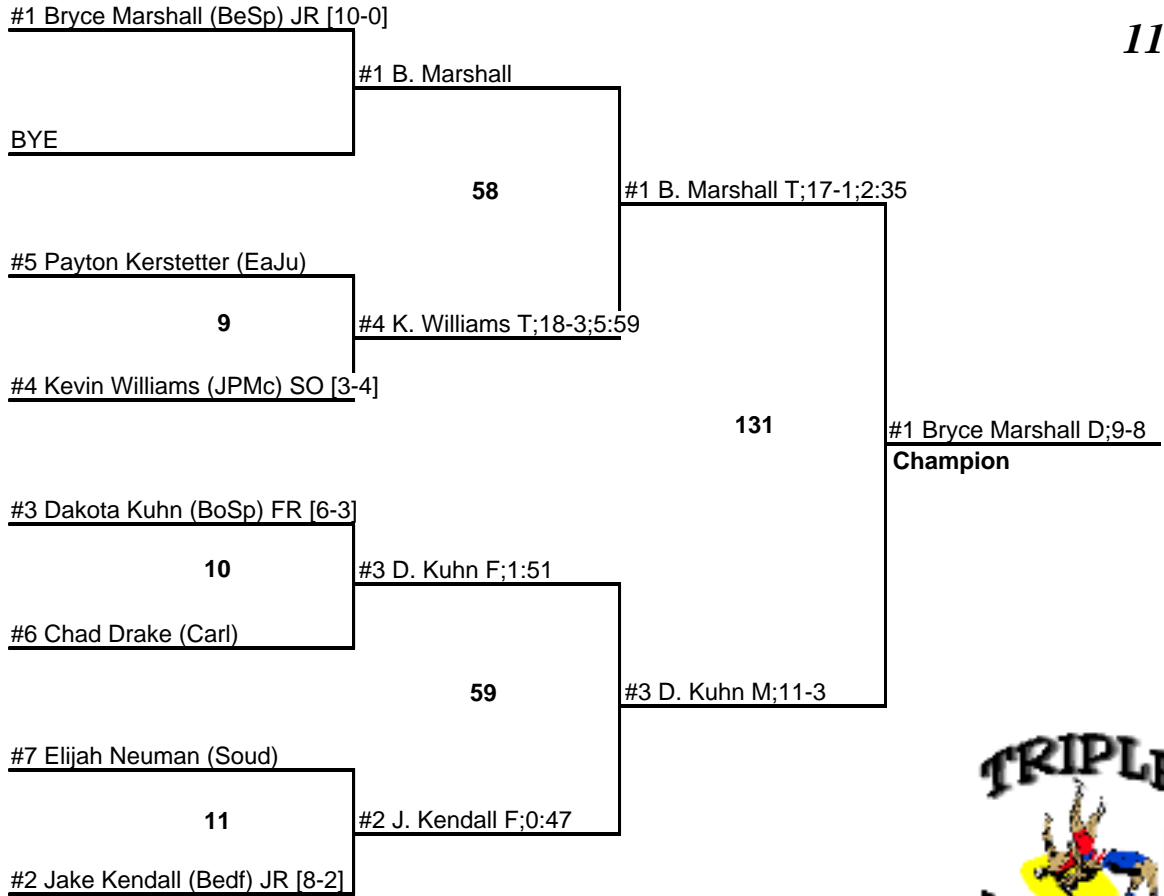 #1 Bryce Marshall (BeSp) JR [10-0]
11
#1 B. Marshall
BYE
58
#1 B. Marshall T;17-1;2:35
#5 Payton Kerstetter (EaJu)
9
#4 K. Williams T;18-3;5:59
#4 Kevin Williams (JPMc) SO [3-4]
131
#1 Bryce Marshall D;9-8
Champion
#3 Dakota Kuhn (BoSp) FR [6-3]
10
#3 D. Kuhn F;1:51
#6 Chad Drake (Carl)
59
#3 D. Kuhn M;11-3
#7 Elijah Neuman (Soud)
11
#2 J. Kendall F;0:47
#2 Jake Kendall (Bedf) JR [8-2]
TRIPLE